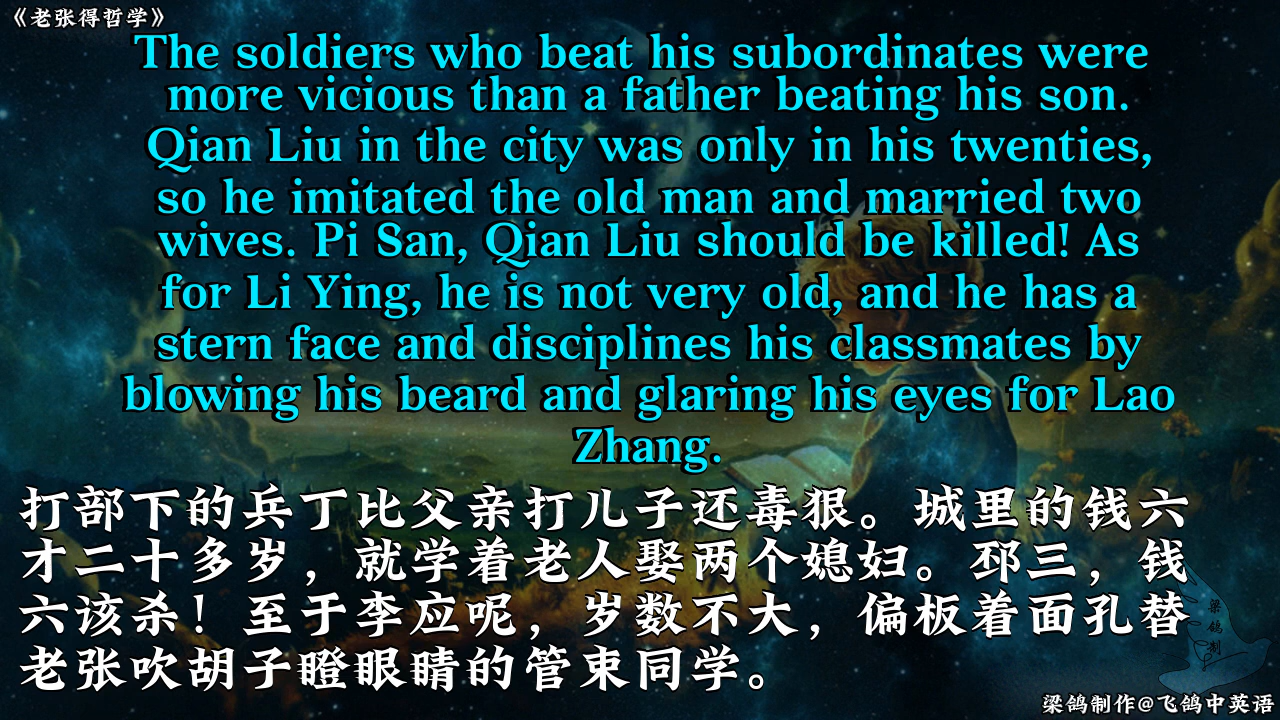 《老张得哲学》
The soldiers who beat his subordinates were
more vicious than a father beating his son.
Qian Liu in the city was only in his twenties,
so he imitated the old man and married two
wives. Pi San, Qian Liu should be killed! As
for Li Ying, he is not very old, and he has a
stern face and disciplines his classmates by
blowing his beard and glaring his eyes for Lao
Zhang.
打部下的兵丁比父亲打儿子还毒狠。城里的钱六
才二十多岁，就学着老人娶两个媳妇。邳三，钱
六该杀！至于李应呢，岁数不大，偏板着面孔替
老张吹胡子瞪眼睛的管束同学。
梁鸽制
梁鸽制作@飞鸽中英语